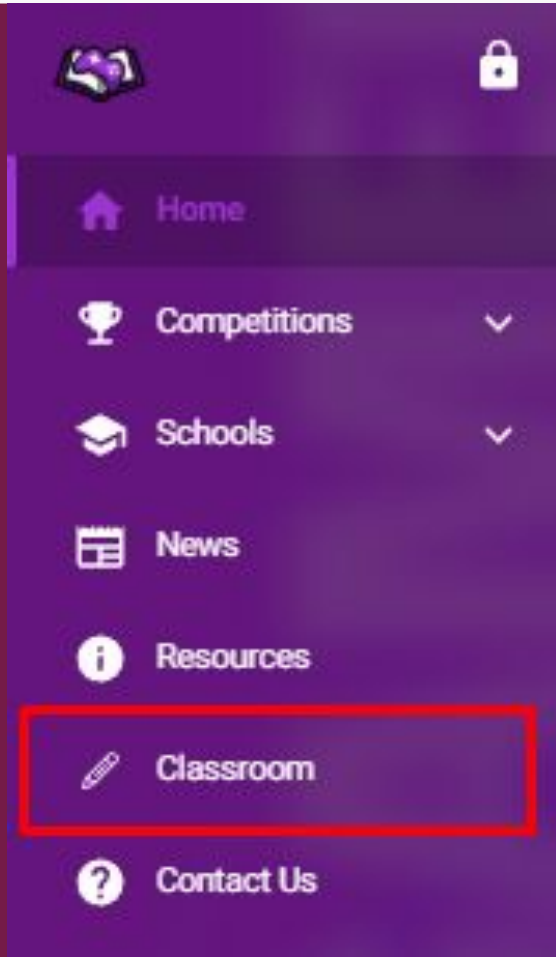 Home
Competitions
Schools
News
Resources
Classroom
Contact Us